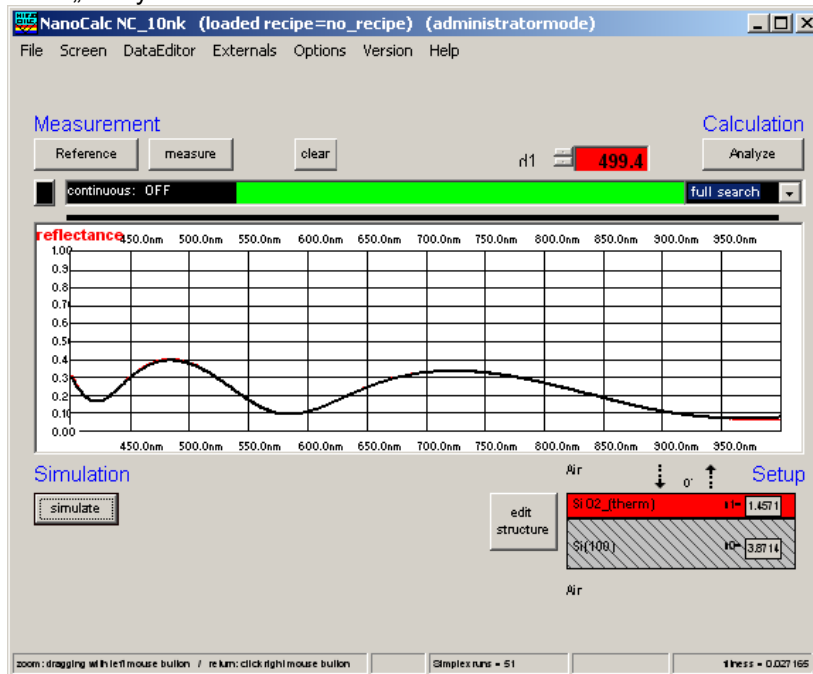 NanoCalc NC_10nk (loaded recipe=no_recipe) (administratormode)
File Screen DataEditor Externals Options Version Help
Measurement Calculation
Reference measure clear d1 499.4 Analyze
continuous: OFF full search
reflectance 450.0nm 500.0nm 550.0nm 600.0nm 650.0nm 700.0nm 750.0nm 800.0nm 850.0nm 900.0nm 950.0nm
1.00
0.9
0.8
0.7
0.6
0.5
0.4
0.3
0.2
0.10
0.00
450.0nm 500.0nm 550.0nm 600.0nm 650.0nm 700.0nm 750.0nm 800.0nm 850.0nm 900.0nm 950.0nm
Simulation Air or Setup
simulate edit structure SiO2_(therm) n1= 1.4571
Si(100) n0= 3.8714
Air
zoom: dragging with left mouse button / return: click right mouse button Simplex runs = 51 fitness = 0.027165